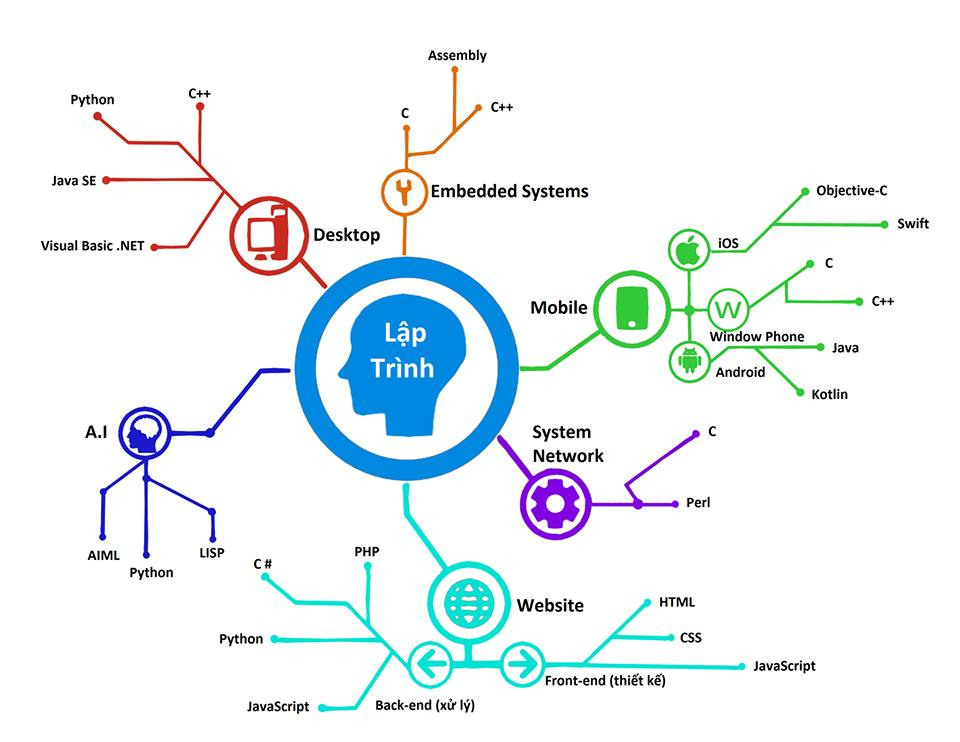 Lập
Trình
Desktop
Python
C++
Java SE
Visual Basic .NET
Embedded Systems
C
Assembly
C++
Mobile
iOS
Objective-C
Swift
W
Window Phone
C
C++
Android
Java
Kotlin
System
Network
C
Perl
Website
Front-end (thiết kế)
HTML
CSS
JavaScript
Back-end (xử lý)
PHP
C #
Python
JavaScript
A.I
AIML
Python
LISP